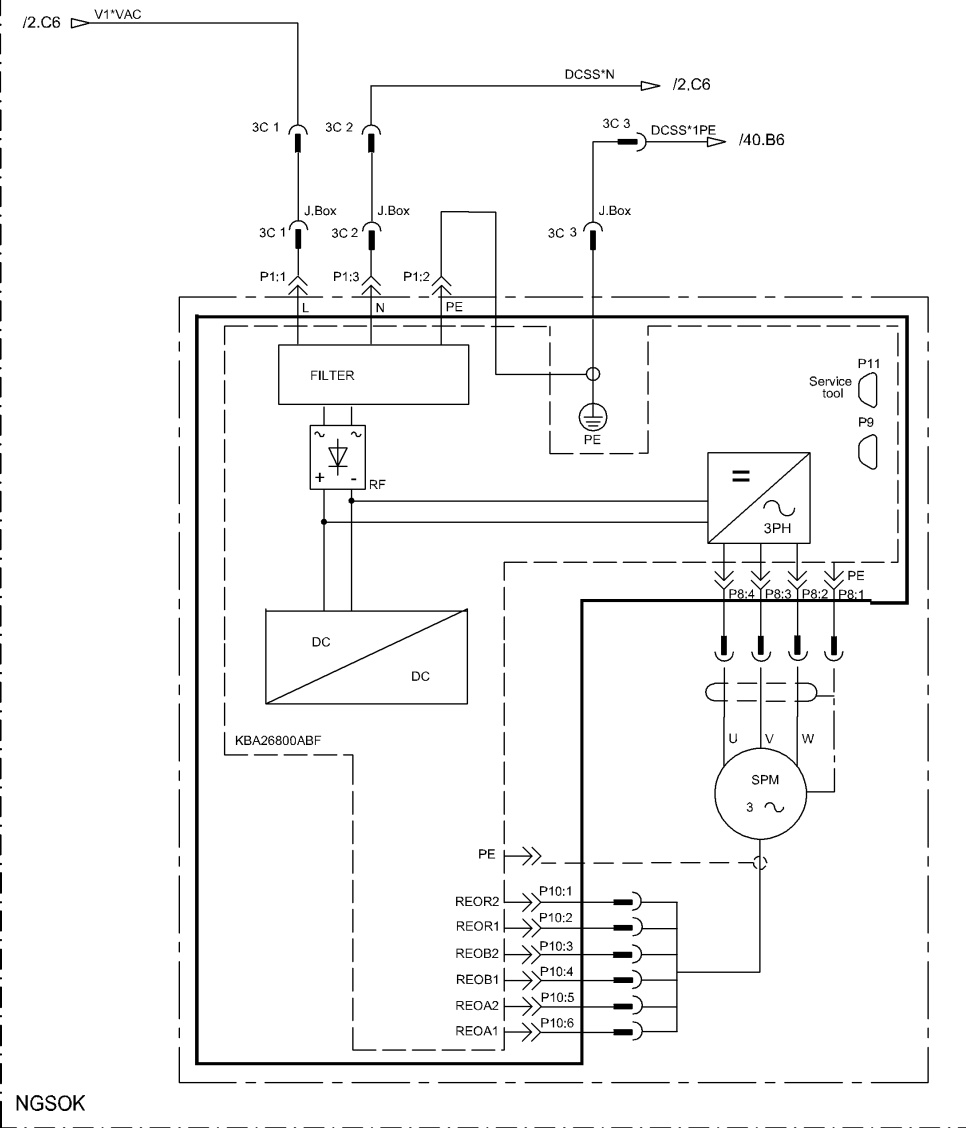 /2.C6 V1*VAC
DCSS*N /2,C6
3C 1 3C 2 3C 3 DCSS*1PE /40.B6
J.Box J.Box J.Box
3C 1 3C 2 3C 3
P1:1 P1:3 P1:2
L N PE
FILTER
P11
Service
tool
P9
PE
~ ~
+ -
RF
=
~
3PH
PE
P8:4 P8:3 P8:2 P8:1
DC
DC
KBA26800ABF
U V W
SPM
3 ~
PE
REOR2 P10:1
REOR1 P10:2
REOB2 P10:3
REOB1 P10:4
REOA2 P10:5
REOA1 P10:6
NGSOK